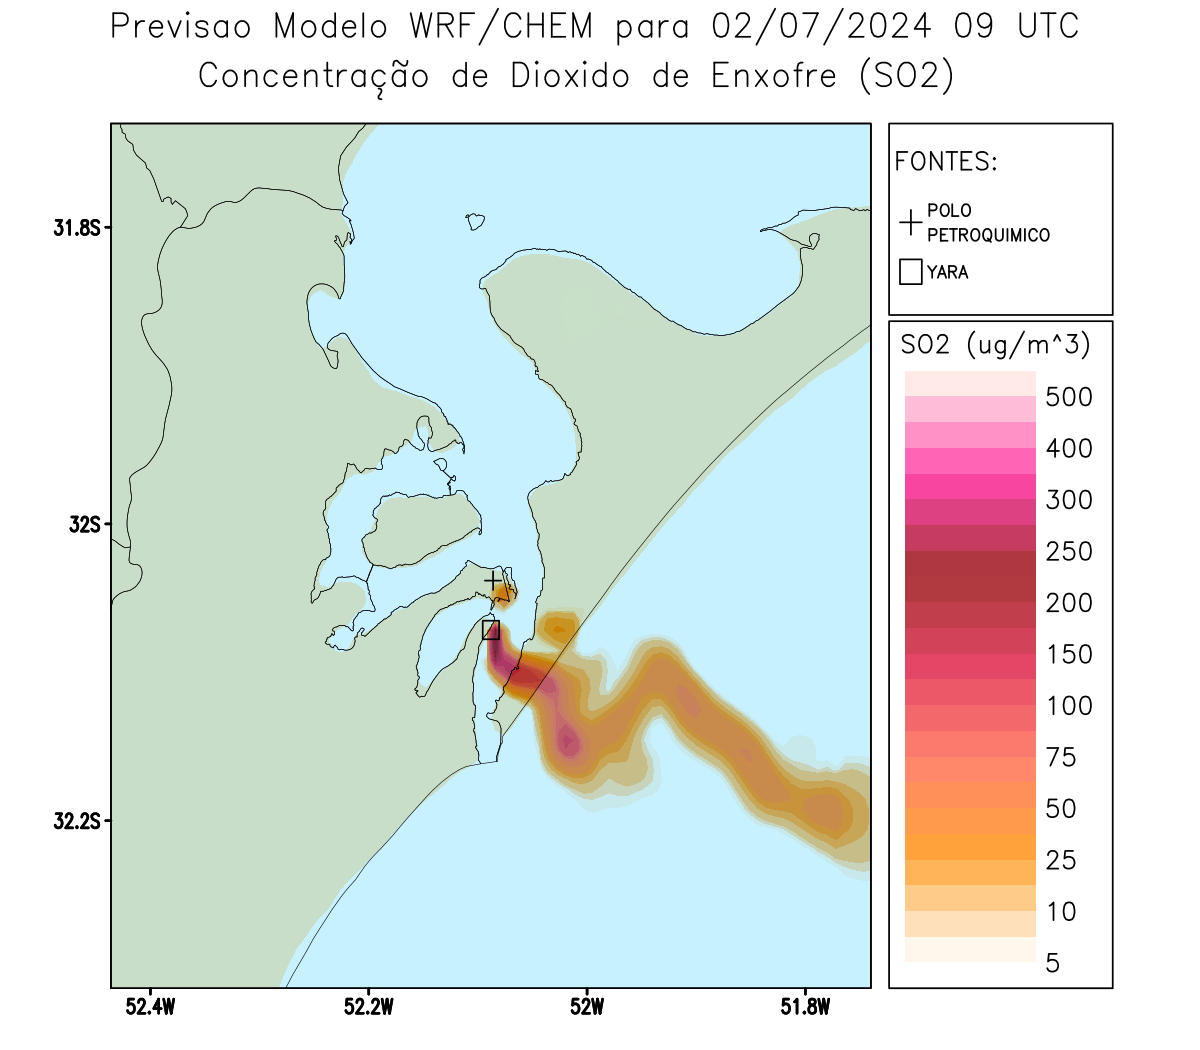 Previsao Modelo WRF/CHEM para 02/07/2024 09 UTC
Concentração de Dioxido de Enxofre (SO2)
FONTES:
POLO
PETROQUIMICO
YARA
SO2 (ug/m^3)
500
400
300
250
200
150
100
75
50
25
10
5
31.8S
32S
32.2S
52.4W
52.2W
52W
51.8W